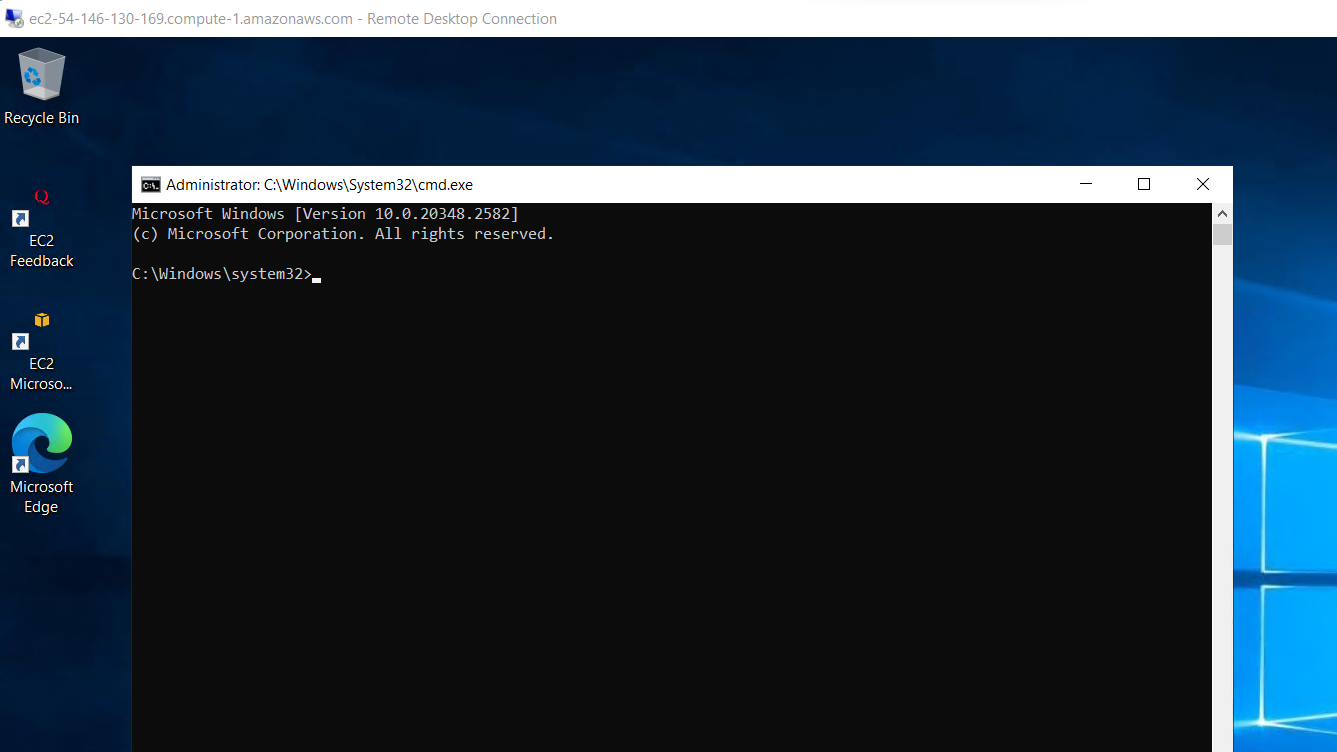 ec2-54-146-130-169.compute-1.amazonaws.com - Remote Desktop Connection
Recycle Bin
EC2
Feedback
EC2
Microso...
Microsoft
Edge
Administrator: C:\Windows\System32\cmd.exe
Microsoft Windows [Version 10.0.20348.2582]
(c) Microsoft Corporation. All rights reserved.
C:\Windows\system32>